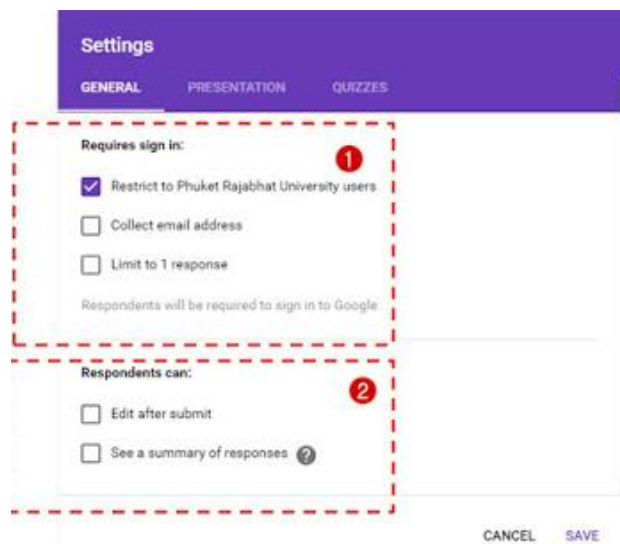 Settings
GENERAL PRESENTATION QUIZZES
Requires sign in:
1
Restrict to Phuket Rajabhat University users
Collect email address
Limit to 1 response
Respondents will be required to sign in to Google
Respondents can:
2
Edit after submit
See a summary of responses ?
CANCEL SAVE